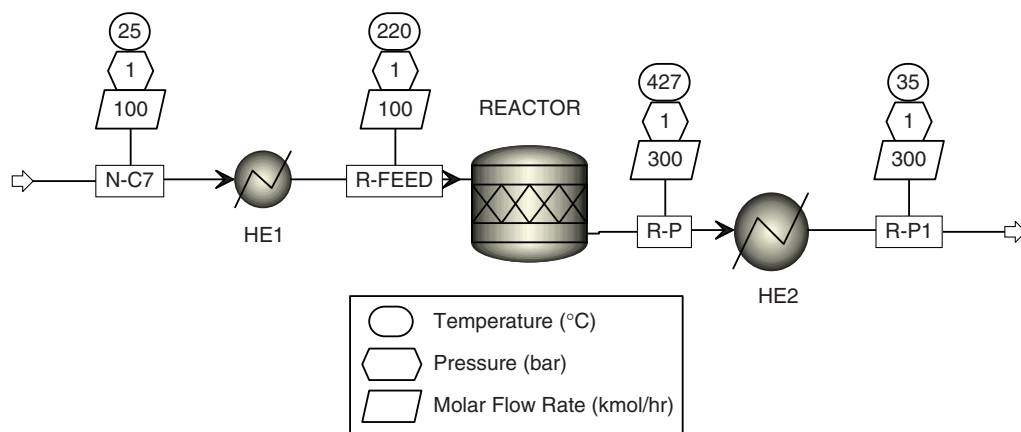 25
1
100
N-C7
HE1
220
1
100
R-FEED
REACTOR
427
1
300
R-P
HE2
35
1
300
R-P1
Temperature (°C)
Pressure (bar)
Molar Flow Rate (kmol/hr)